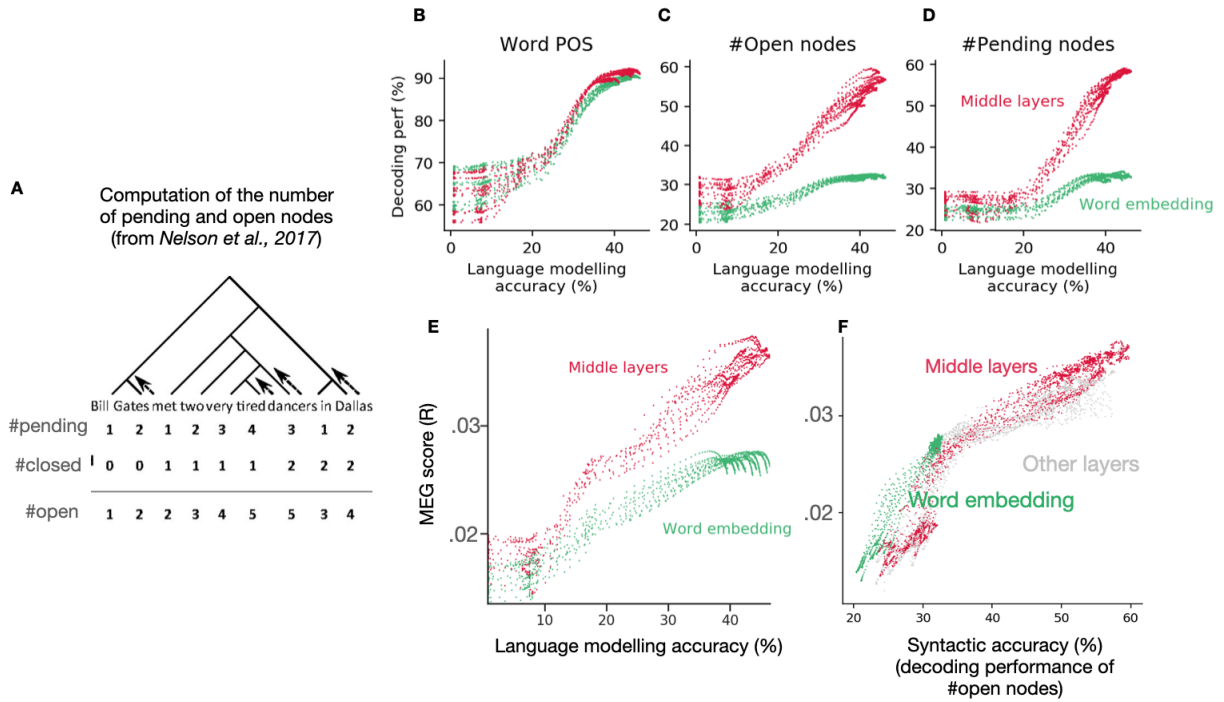 A
Computation of the number
of pending and open nodes
(from Nelson et al., 2017)
Bill Gates met two very tired dancers in Dallas
#pending 1 2 1 2 3 4 3 1 2
#closed 0 0 1 1 1 1 2 2 2
#open 1 2 2 3 4 5 5 3 4
B
Word POS
Decoding perf (%)
90
80
70
60
0 20 40
Language modelling
accuracy (%)
C
#Open nodes
60
50
40
30
20
0 20 40
Language modelling
accuracy (%)
D
#Pending nodes
60
50
40
30
20
Middle layers
Word embedding
0 20 40
Language modelling
accuracy (%)
E
MEG score (R)
.03
.02
Middle layers
Word embedding
10 20 30 40
Language modelling accuracy (%)
F
.03
.02
Middle layers
Other layers
Word embedding
20 30 40 50 60
Syntactic accuracy (%)
(decoding performance of
#open nodes)